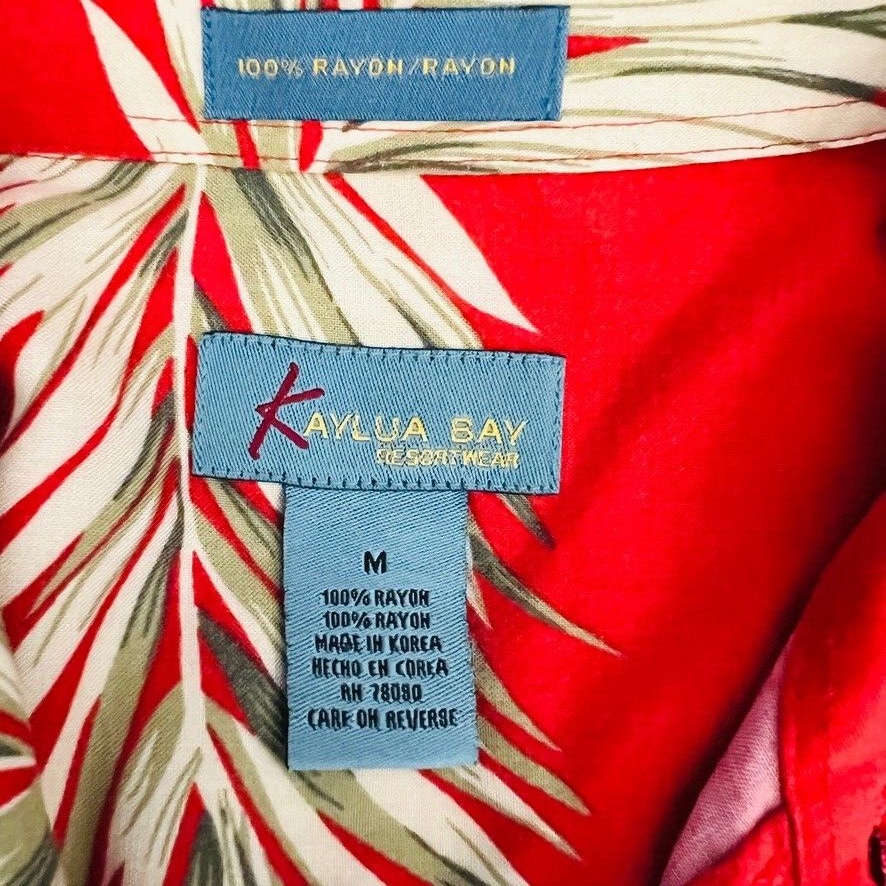 100% RAYON/RAYON
KAYLUA BAY
RESORTWEAR
M
100% RAYON
100% RAYON
MADE IN KOREA
HECHO EN COREA
RN 78080
CARE ON REVERSE